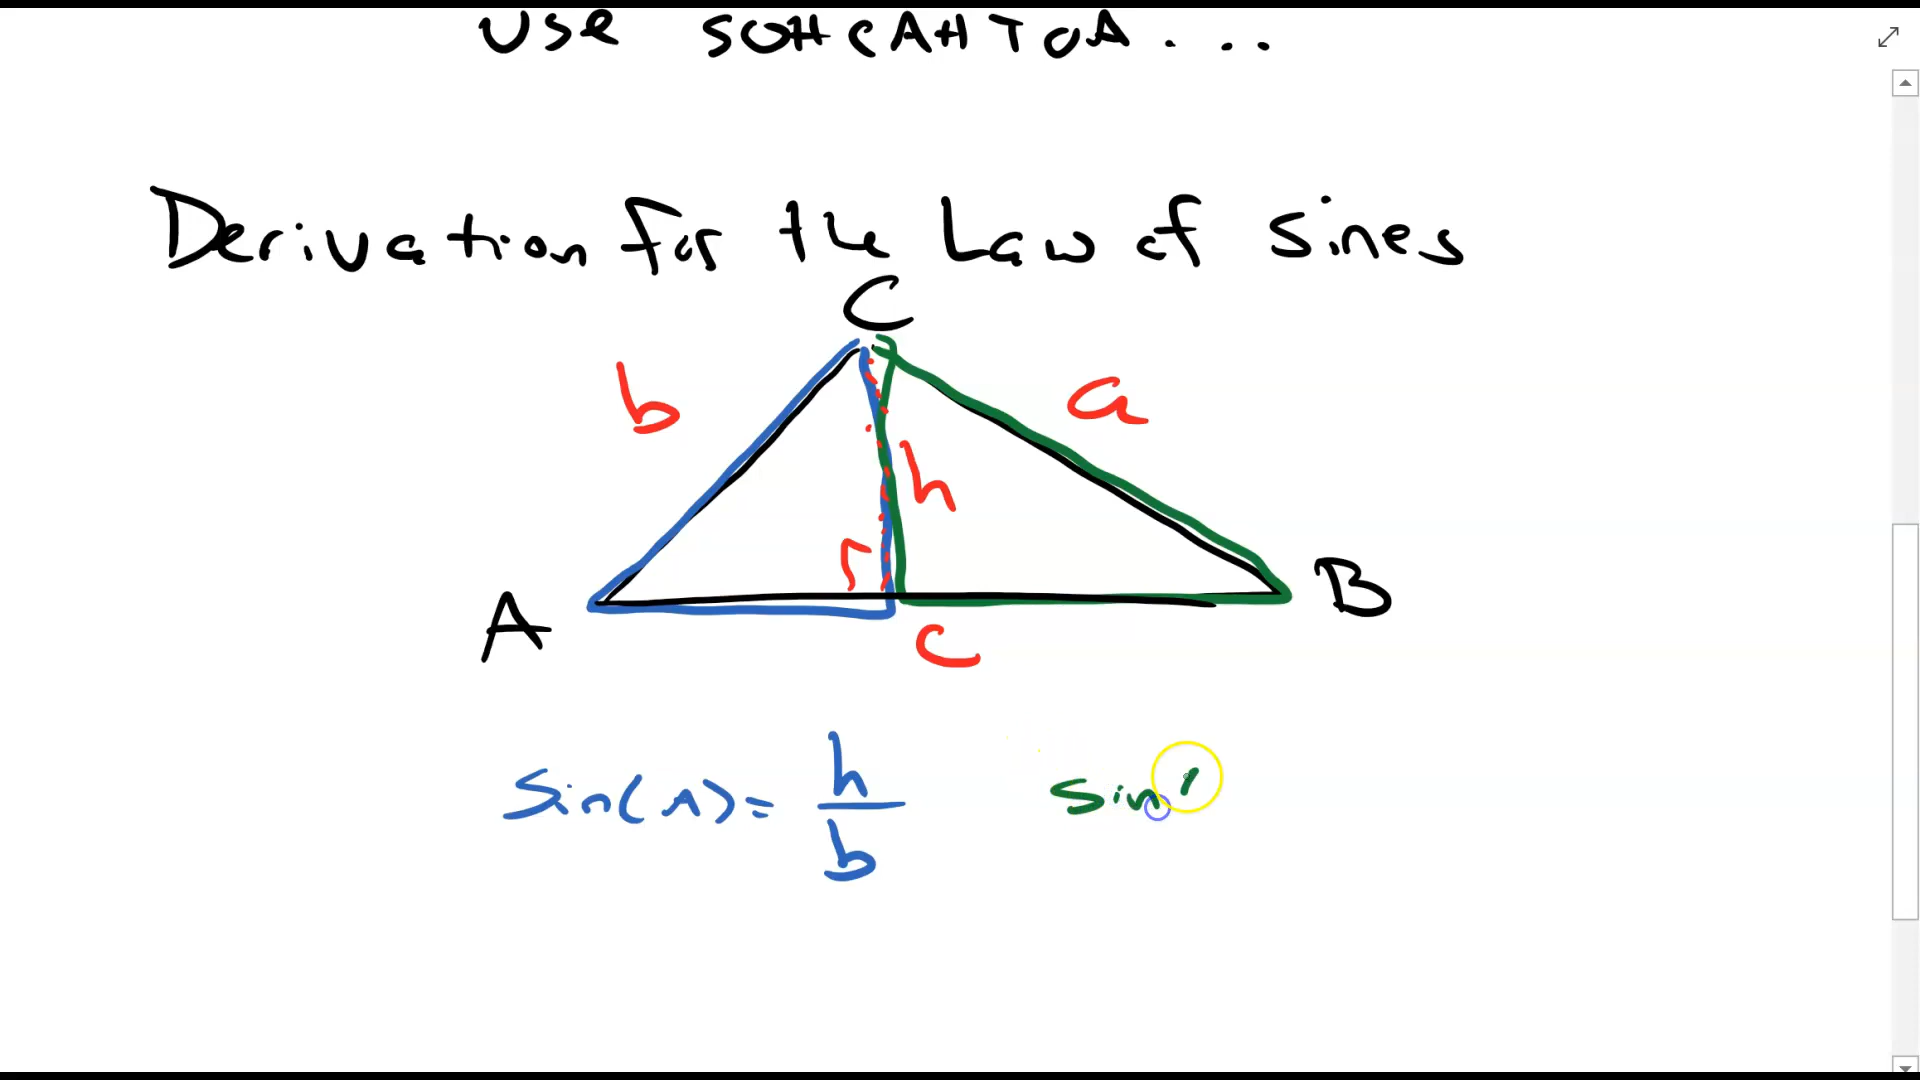 use SOHCAHTOA...
Derivation for the Law of Sines
C
b
a
h
A
B
c
Sin(A) = h/b
Sin